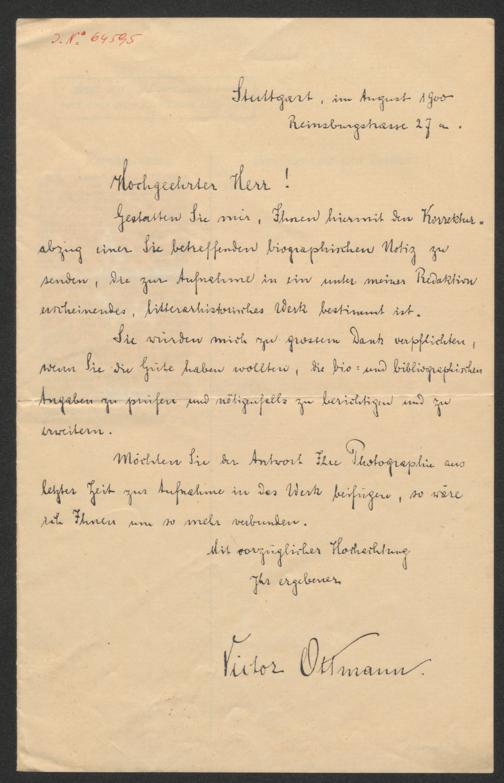 J. Nº 64595
Stuttgart, im August 1900
Reinsburgstrasse 27 a.
Hochgeehrter Herr!
Gestatten Sie mir, Ihnen hiermit den Korrektur-
abzug einer Sie betreffenden biographischen Notiz zu
senden, die zur Aufnahme in ein unter meiner Redaktion
erscheinendes, litterarhistorisches Werk bestimmt ist.
Sie würden mich zu grossem Dank verpflichten,
wenn Sie die Güte haben wollten, die bio- und bibliographischen
Angaben zu prüfen und nötigenfalls zu berichtigen und zu
erweitern.
Möchten Sie der Antwort Ihre Photographie aus
letzter Zeit zur Aufnahme in das Werk beifügen, so wäre
ich Ihnen um so mehr verbunden.
Mit vorzüglicher Hochachtung
Ihr ergebener
Victor Ottmann.